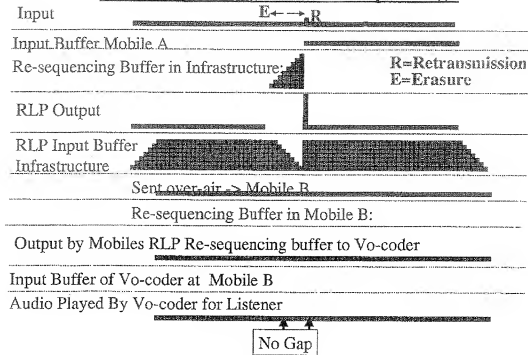 Input
E
R
Input Buffer Mobile A
Re-sequencing Buffer in Infrastructure:
R=Retransmission
E=Erasure
RLP Output
RLP Input Buffer
Infrastructure
Sent over-air -> Mobile B
Re-sequencing Buffer in Mobile B:
Output by Mobiles RLP Re-sequencing buffer to Vo-coder
Input Buffer of Vo-coder at Mobile B
Audio Played By Vo-coder for Listener
No Gap